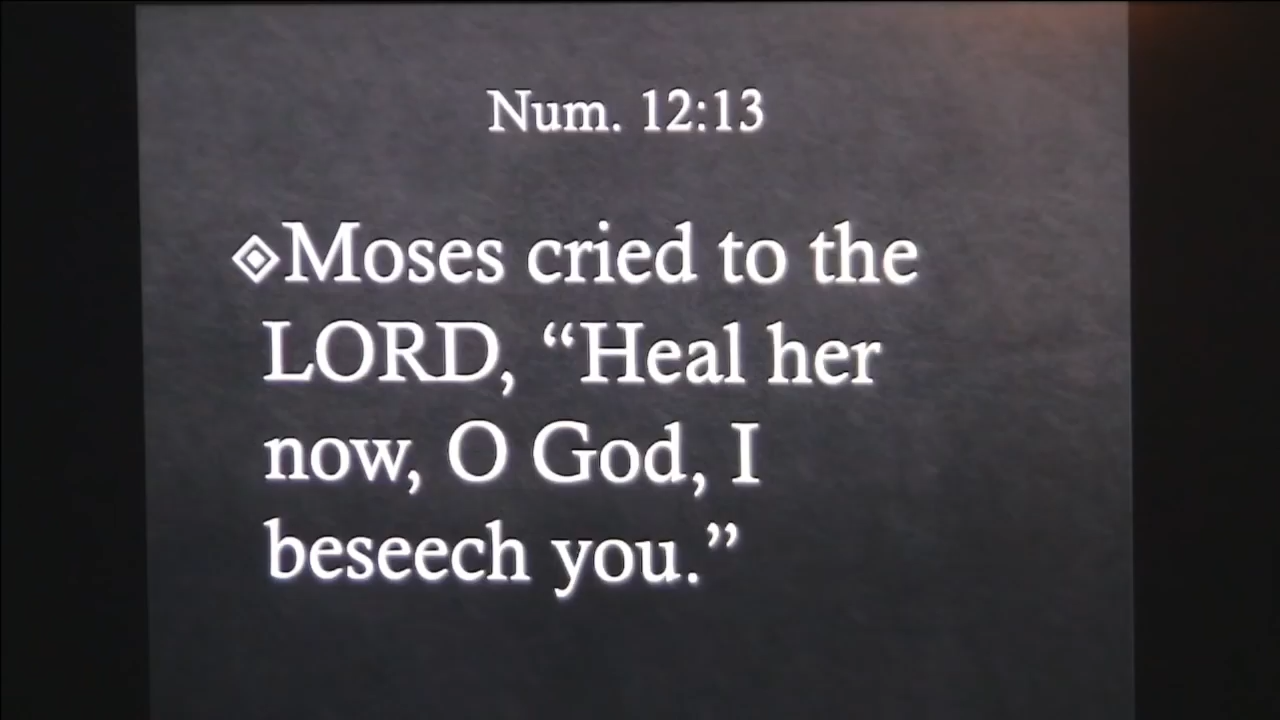 Num. 12:13
Moses cried to the
LORD, “Heal her
now, O God, I
beseech you.”